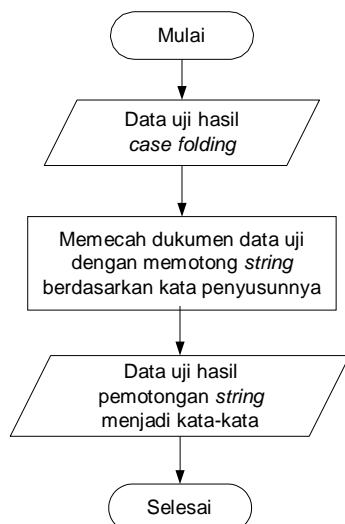 Mulai
Data uji hasil
case folding
Memecah dukumen data uji
dengan memotong string
berdasarkan kata penyusunnya
Data uji hasil
pemotongan string
menjadi kata-kata
Selesai